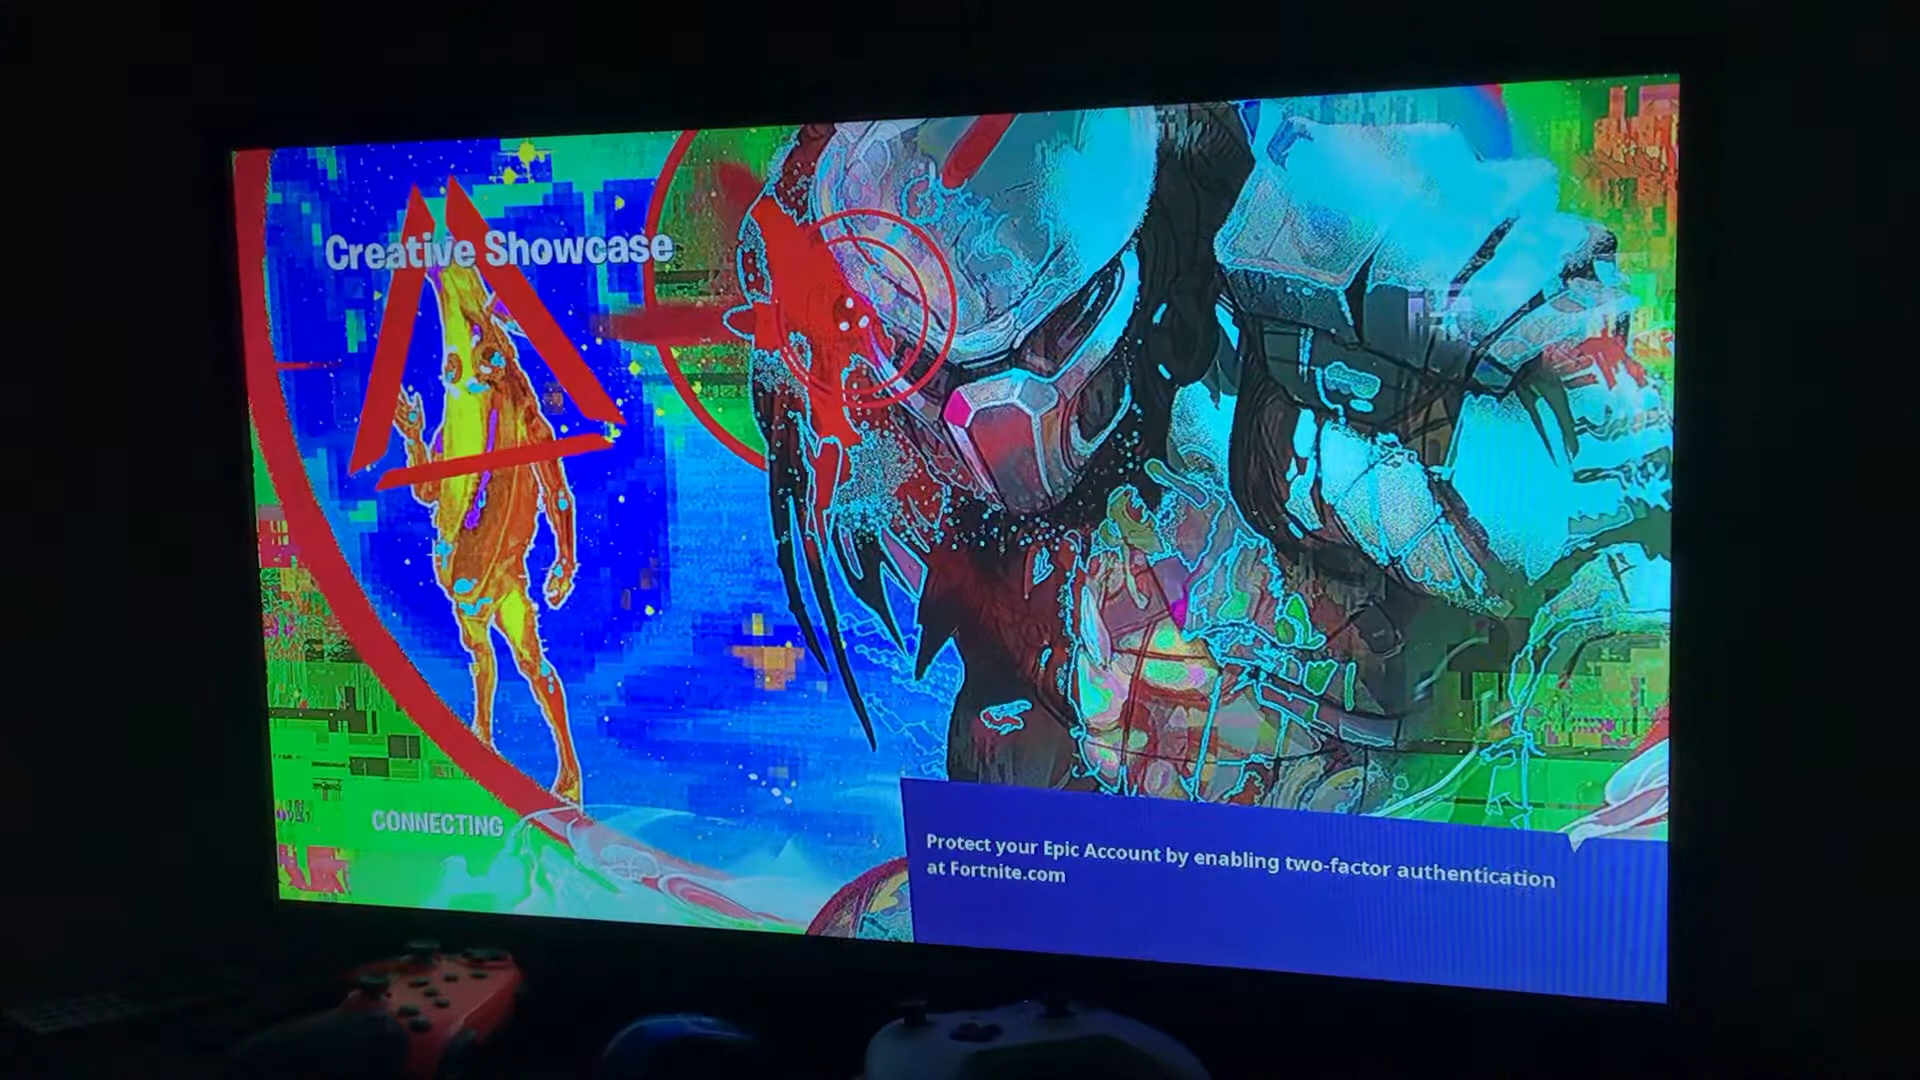 Creative Showcase
CONNECTING
Protect your Epic Account by enabling two-factor authentication
at Fortnite.com